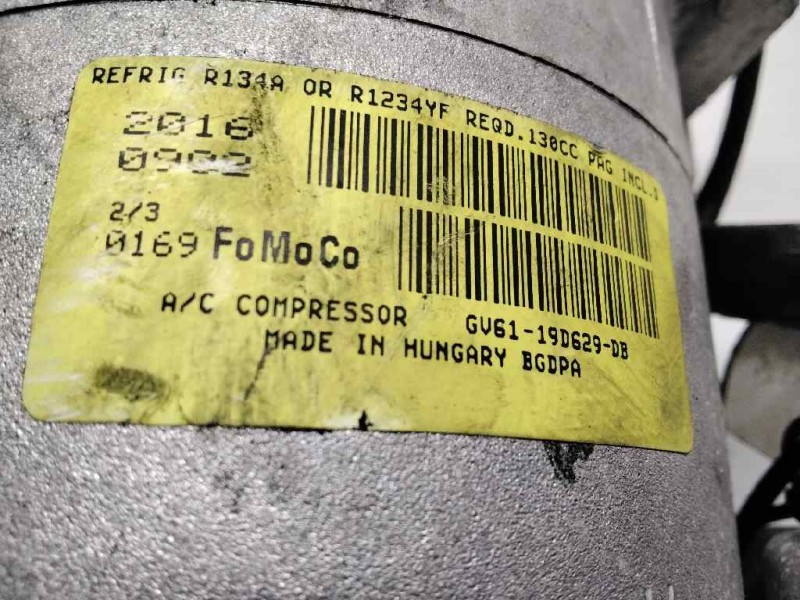 REFRIG R134A OR R1234YF REQD.130CC PAG INCL.D
2016
0902
2/3
0169 FoMoCo
A/C COMPRESSOR GV61-19D629-DB
MADE IN HUNGARY BGDPA